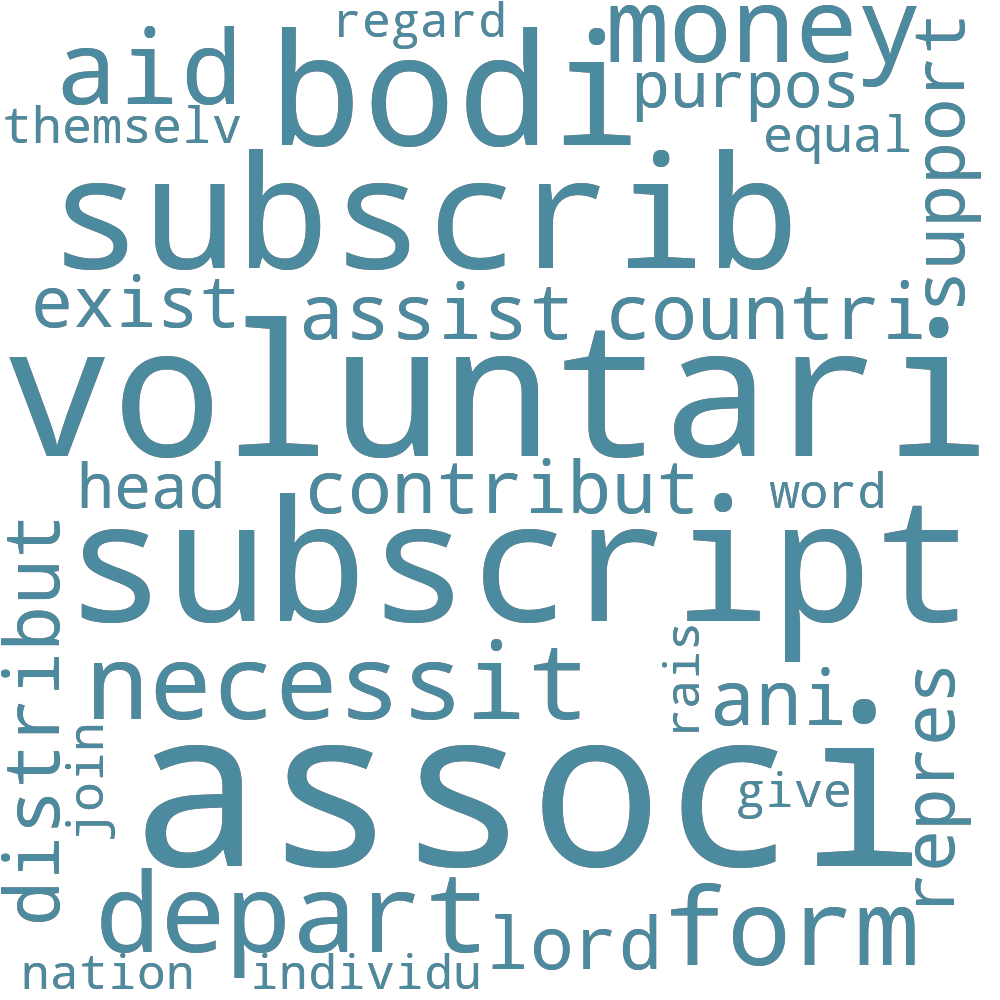 regard
money
aid
bodi
purpos
support
themselv
equal
subscrib
exist
assist
countri
voluntari
head
contribut
word
subscript
distribut
necessit
rais
ani
repres
join
associ
give
depart
lord
form
nation
individu